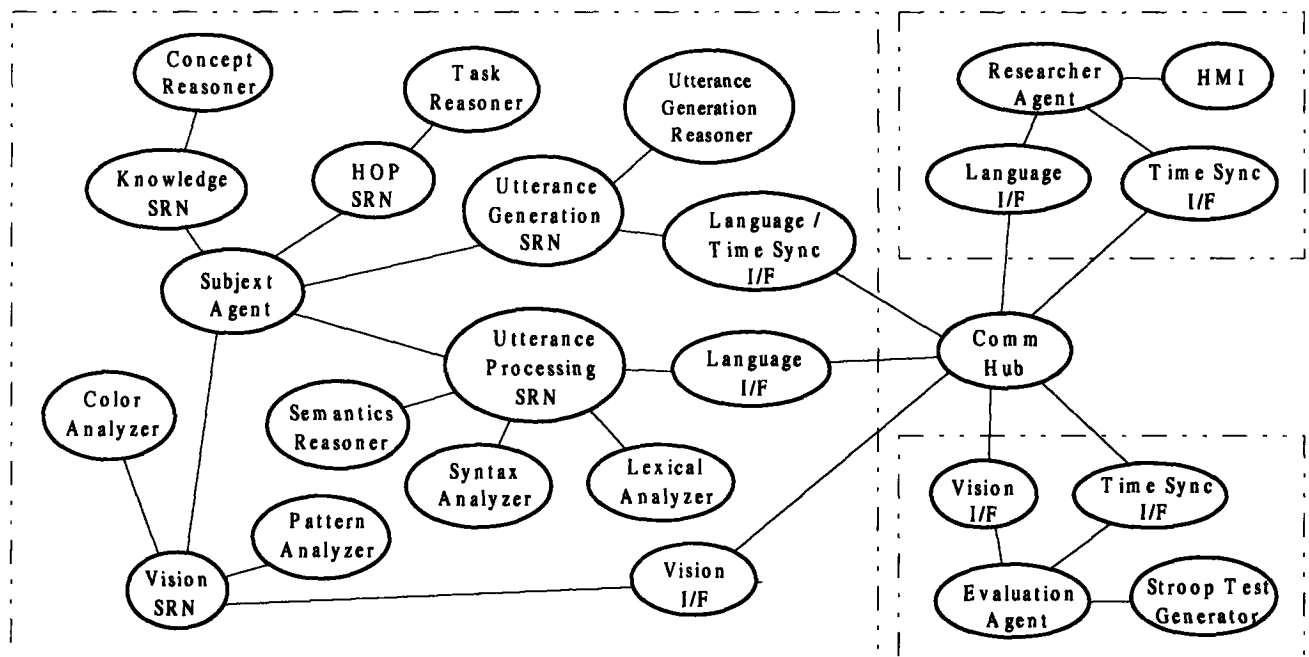 Concept
Reasoner
Task
Reasoner
Utterance
Generation
Reasoner
Knowledge
SRN
HOP
SRN
Utterance
Generation
SRN
Language /
Time Sync
I/F
Subjext
Agent
Utterance
Processing
SRN
Language
I/F
Color
Analyzer
Semantics
Reasoner
Syntax
Analyzer
Lexical
Analyzer
Pattern
Analyzer
Vision
SRN
Vision
I/F
Researcher
Agent
HMI
Language
I/F
Time Sync
I/F
Comm
Hub
Vision
I/F
Time Sync
I/F
Evaluation
Agent
Stroop Test
Generator